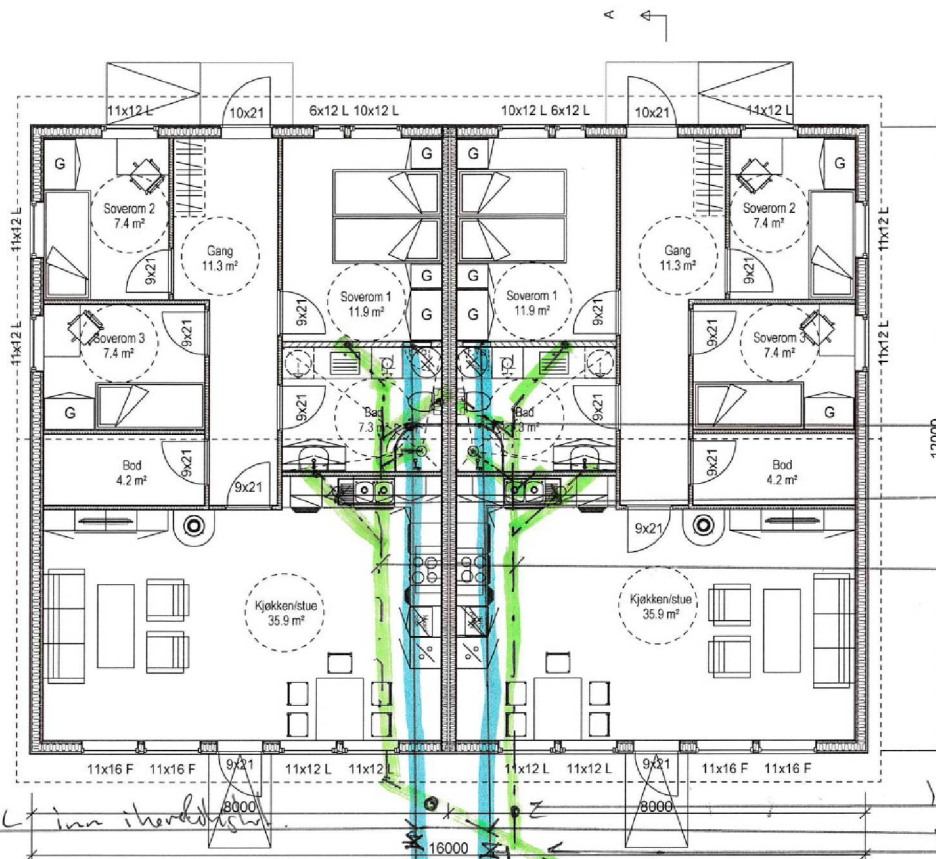 A
11x12 L 10x21 6x12 L 10x12 L 10x12 L 6x12 L 10x21 11x12 L
G G G G
Soverom 2 Soverom 2
7.4 m² 7.4 m²
11x12 L 11x12 L
Gang Gang
11.3 m² 11.3 m²
9x21 9x21
G G
Soverom 1 Soverom 1
11.9 m² 11.9 m²
9x21 9x21 9x21 9x21
G G
11x12 L 11x12 L
Soverom 3 Soverom 3
7.4 m² 7.4 m²
G G
9x21 9x21
Bad Bad
7.3 m² 7.3 m²
12000
Bod Bod
4.2 m² 4.2 m²
9x21 9x21
9x21 9x21
Kjøkken/stue Kjøkken/stue
35.9 m² 35.9 m²
11x16 F 11x16 F 9x21 11x12 L 11x12 L 11x12 L 11x12 L 9x21 11x16 F 11x16 F
8000 8000
inn
16000